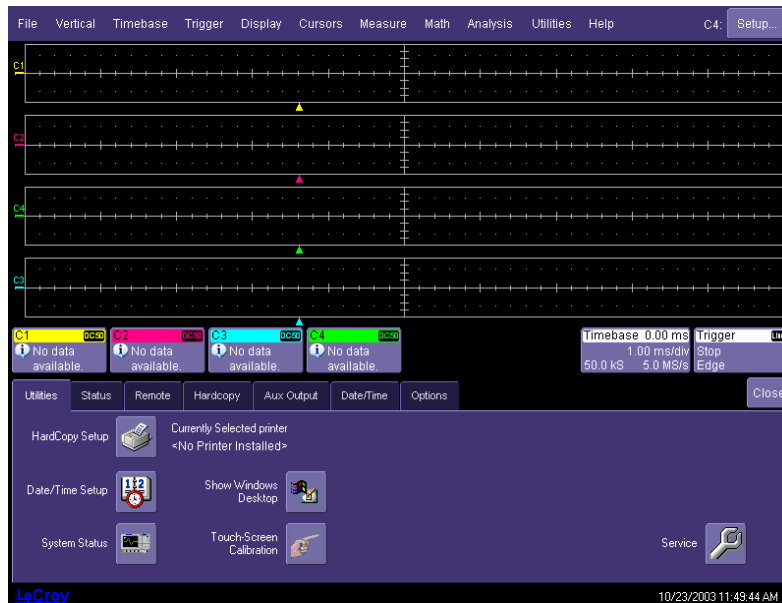 File Vertical Timebase Trigger Display Cursors Measure Math Analysis Utilities Help C4: Setup...
C1
C2
C4
C3
C1 DC50 C2 DC50 C3 DC50 C4 DC50 Timebase 0.00 ms Trigger
No data available. No data available. No data available. No data available. 1.00 ms/div Stop
50.0 kS 5.0 MS/s Edge
Utilities Status Remote Hardcopy Aux Output Date/Time Options Close
HardCopy Setup
Currently Selected printer
<No Printer Installed>
Date/Time Setup
Show Windows
Desktop
System Status
Touch-Screen
Calibration
Service
LeCroy 10/23/2003 11:49:44 AM